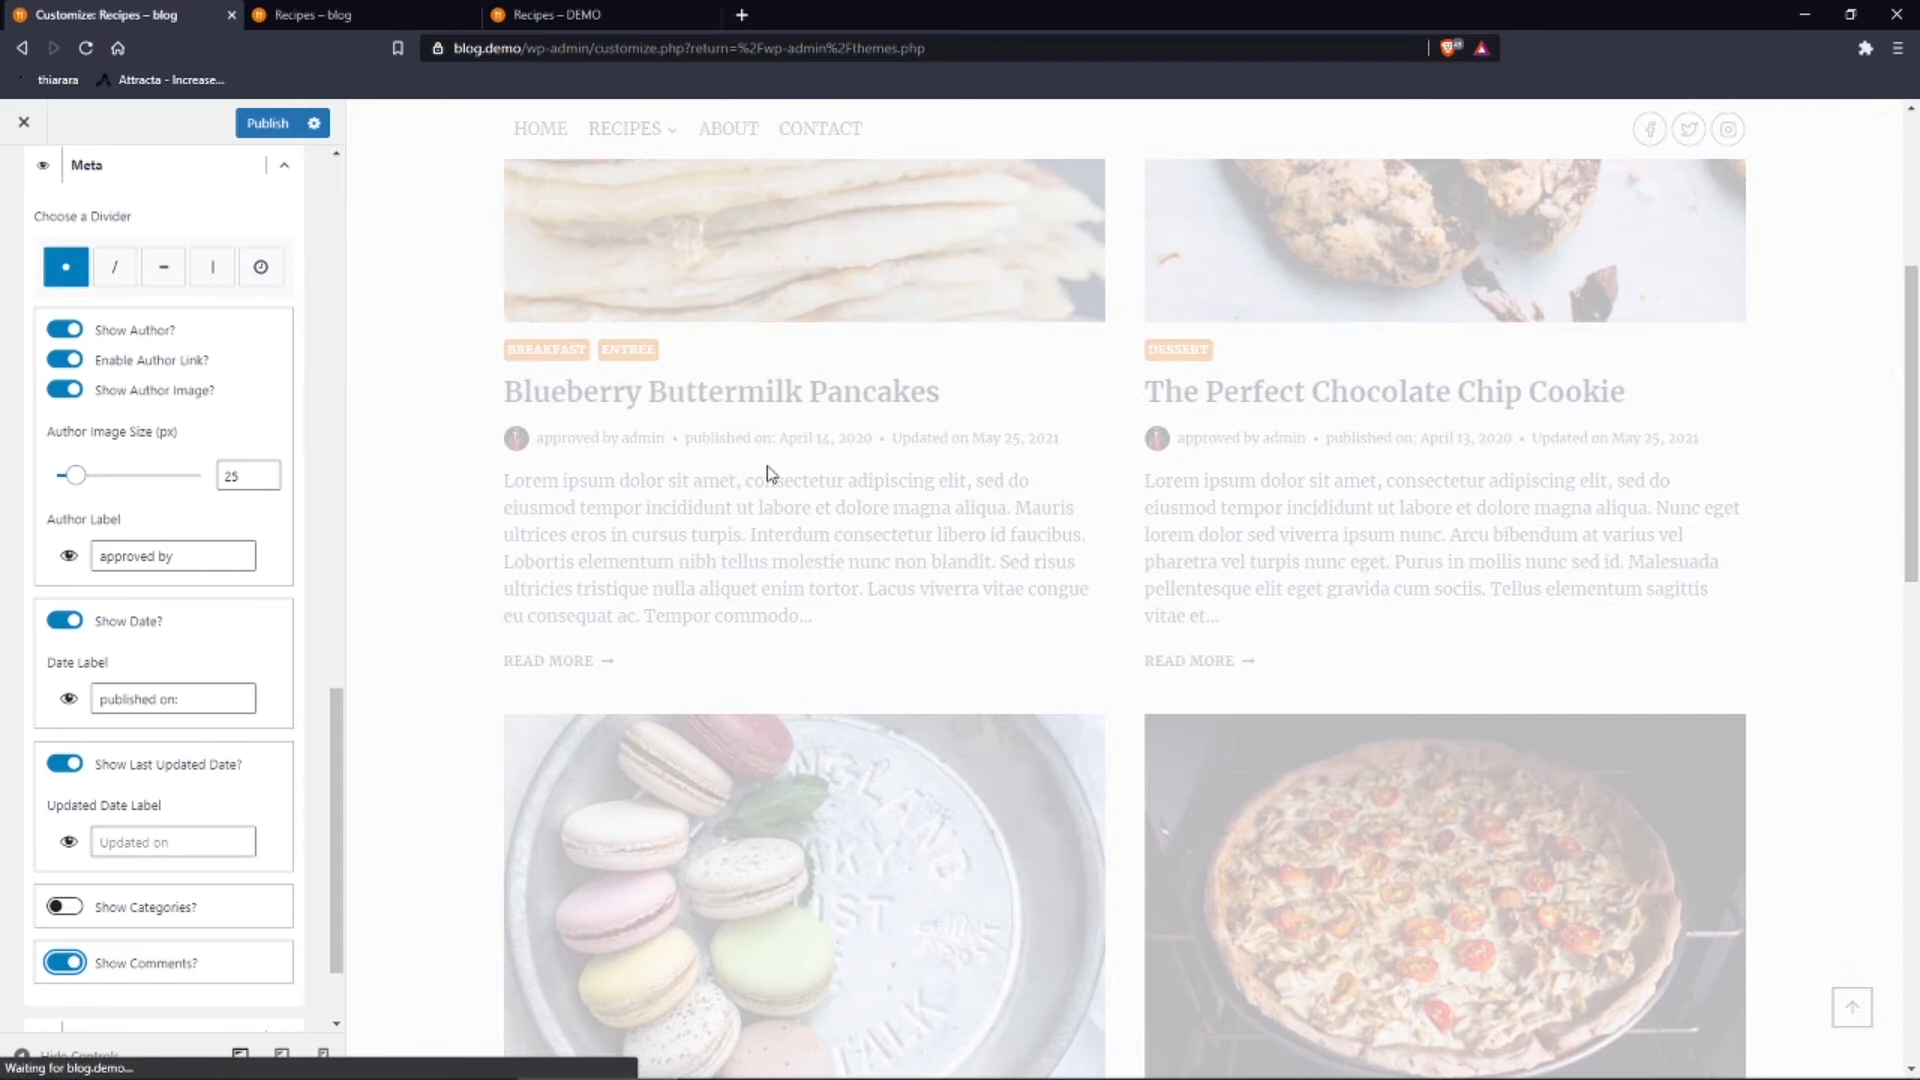 Customize: Recipes – blog
Recipes – blog
Recipes – DEMO
blog.demo/wp-admin/customize.php?return=%2Fwp-admin%2Fthemes.php
thiarara
Attracta - Increase...
Publish
HOME RECIPES ABOUT CONTACT
Meta
Choose a Divider
Show Author?
Enable Author Link?
Show Author Image?
Author Image Size (px)
25
Author Label
approved by
Show Date?
Date Label
published on:
Show Last Updated Date?
Updated Date Label
Updated on
Show Categories?
Show Comments?
Hide Controls
Waiting for blog.demo...
BREAKFAST ENTREE
Blueberry Buttermilk Pancakes
approved by admin • published on: April 14, 2020 • Updated on May 25, 2021
Lorem ipsum dolor sit amet, consectetur adipiscing elit, sed do
eiusmod tempor incididunt ut labore et dolore magna aliqua. Mauris
ultrices eros in cursus turpis. Interdum consectetur libero id faucibus.
Lobortis elementum nibh tellus molestie nunc non blandit. Sed risus
ultricies tristique nulla aliquet enim tortor. Lacus viverra vitae congue
eu consequat ac. Tempor commodo...
READ MORE →
DESSERT
The Perfect Chocolate Chip Cookie
approved by admin • published on: April 13, 2020 • Updated on May 25, 2021
Lorem ipsum dolor sit amet, consectetur adipiscing elit, sed do
eiusmod tempor incididunt ut labore et dolore magna aliqua. Nunc eget
lorem dolor sed viverra ipsum nunc. Arcu bibendum at varius vel
pharetra vel turpis nunc eget. Purus in mollis nunc sed id. Malesuada
pellentesque elit eget gravida cum sociis. Tellus elementum sagittis
vitae et...
READ MORE →